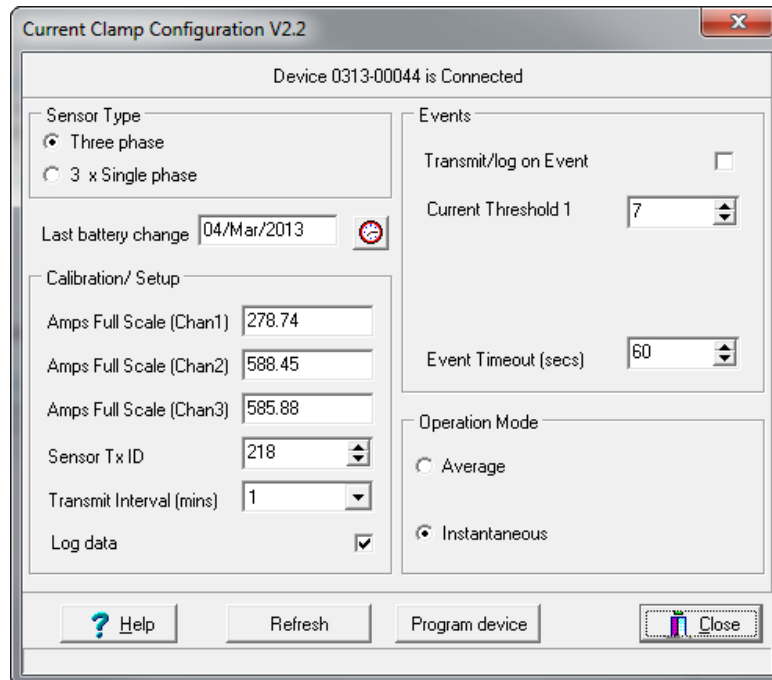 Current Clamp Configuration V2.2
Device 0313-00044 is Connected
Sensor Type
Three phase
3 x Single phase
Last battery change 04/Mar/2013
Calibration/ Setup
Amps Full Scale (Chan1) 278.74
Amps Full Scale (Chan2) 588.45
Amps Full Scale (Chan3) 585.88
Sensor Tx ID 218
Transmit Interval (mins) 1
Log data
Events
Transmit/log on Event
Current Threshold 1 7
Event Timeout (secs) 60
Operation Mode
Average
Instantaneous
? Help Refresh Program device Close